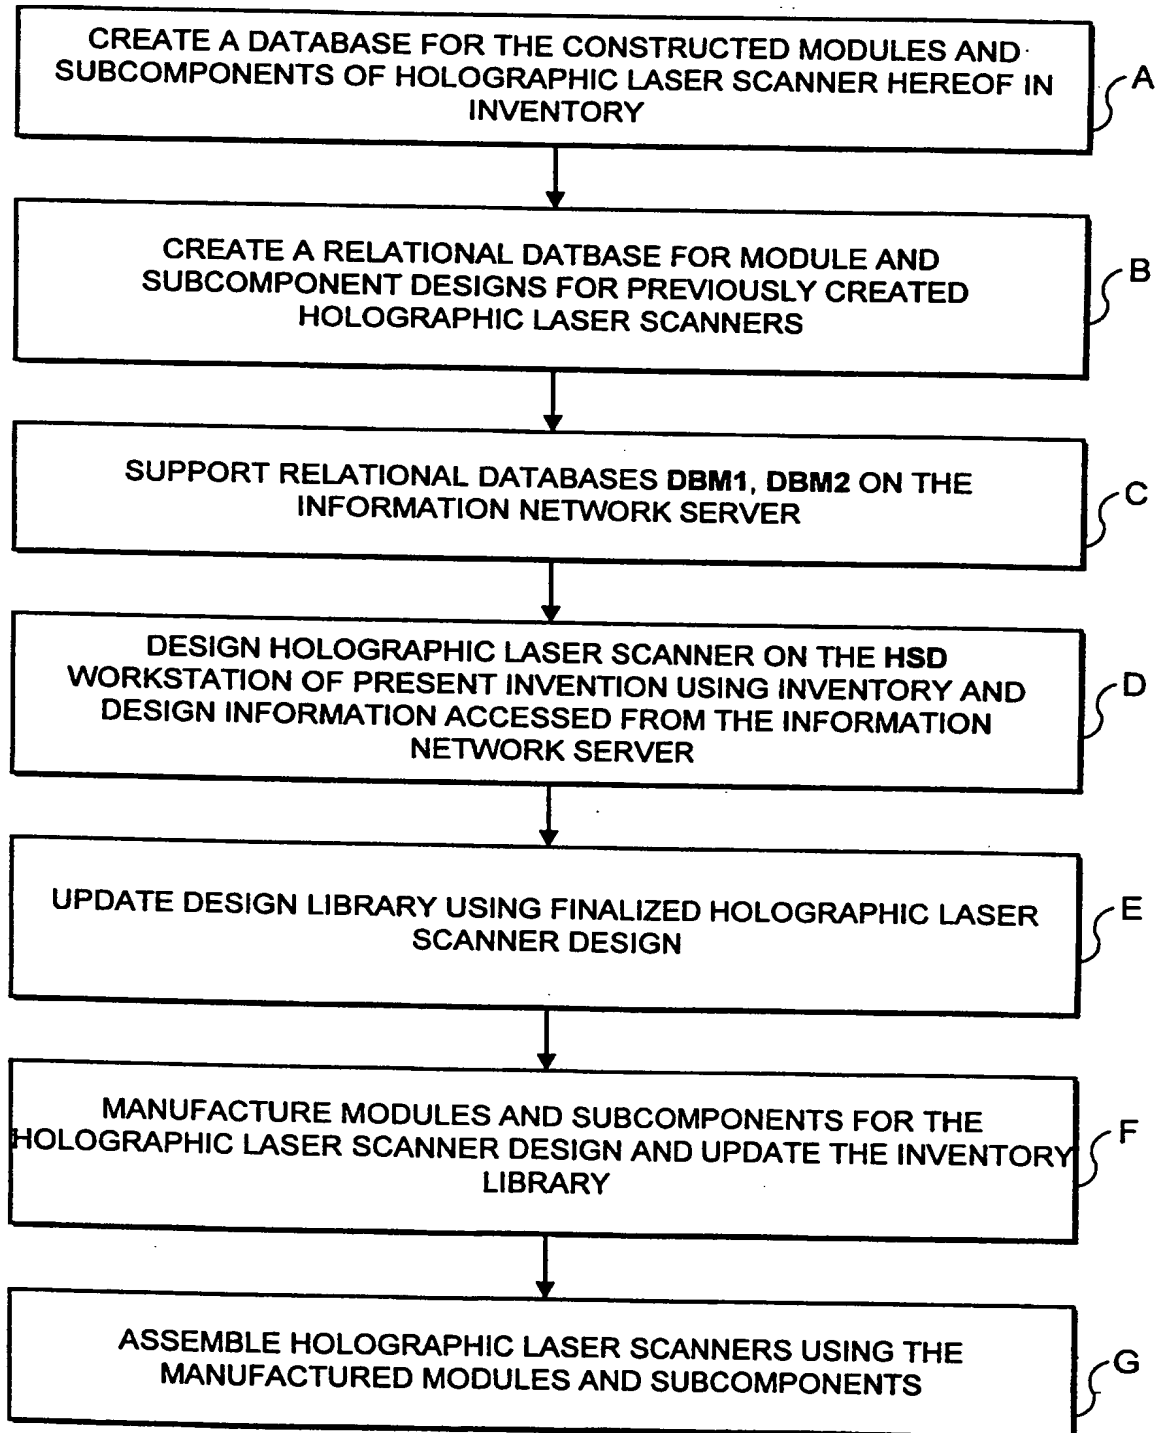 CREATE A DATABASE FOR THE CONSTRUCTED MODULES AND
SUBCOMPONENTS OF HOLOGRAPHIC LASER SCANNER HEREOF IN
INVENTORY
A
CREATE A RELATIONAL DATBASE FOR MODULE AND
SUBCOMPONENT DESIGNS FOR PREVIOUSLY CREATED
HOLOGRAPHIC LASER SCANNERS
B
SUPPORT RELATIONAL DATABASES DBM1, DBM2 ON THE
INFORMATION NETWORK SERVER
C
DESIGN HOLOGRAPHIC LASER SCANNER ON THE HSD
WORKSTATION OF PRESENT INVENTION USING INVENTORY AND
DESIGN INFORMATION ACCESSED FROM THE INFORMATION
NETWORK SERVER
D
UPDATE DESIGN LIBRARY USING FINALIZED HOLOGRAPHIC LASER
SCANNER DESIGN
E
MANUFACTURE MODULES AND SUBCOMPONENTS FOR THE
HOLOGRAPHIC LASER SCANNER DESIGN AND UPDATE THE INVENTORY
LIBRARY
F
ASSEMBLE HOLOGRAPHIC LASER SCANNERS USING THE
MANUFACTURED MODULES AND SUBCOMPONENTS
G